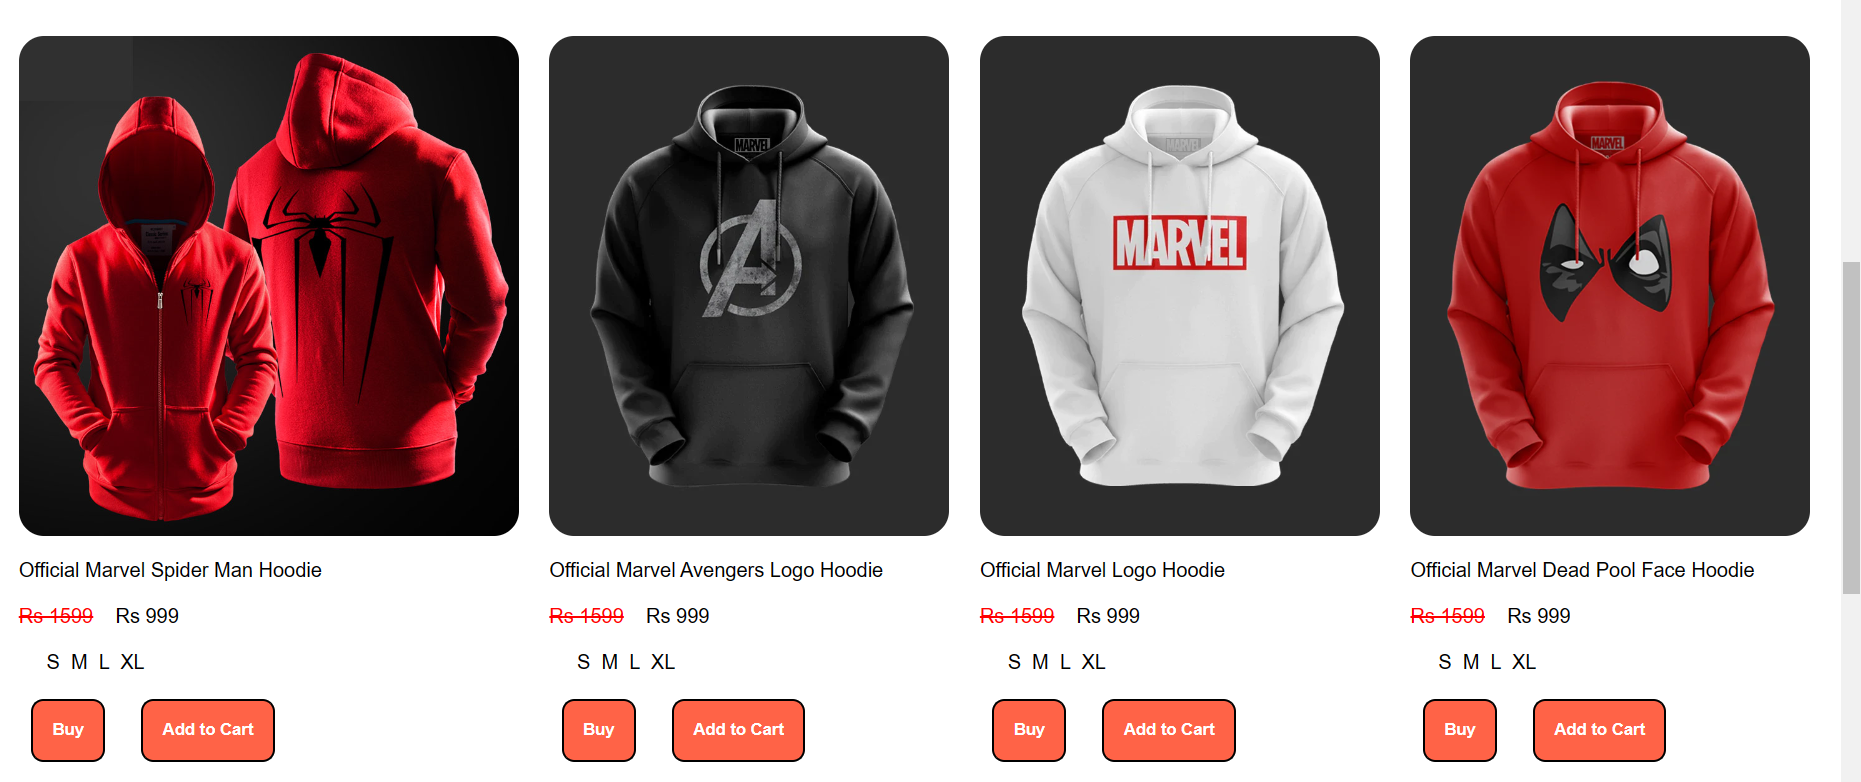 MARVEL
MARVEL
MARVEL
MARVEL
Official Marvel Spider Man Hoodie
Rs 1599 Rs 999
S M L XL
Buy Add to Cart
Official Marvel Avengers Logo Hoodie
Rs 1599 Rs 999
S M L XL
Buy Add to Cart
Official Marvel Logo Hoodie
Rs 1599 Rs 999
S M L XL
Buy Add to Cart
Official Marvel Dead Pool Face Hoodie
Rs 1599 Rs 999
S M L XL
Buy Add to Cart